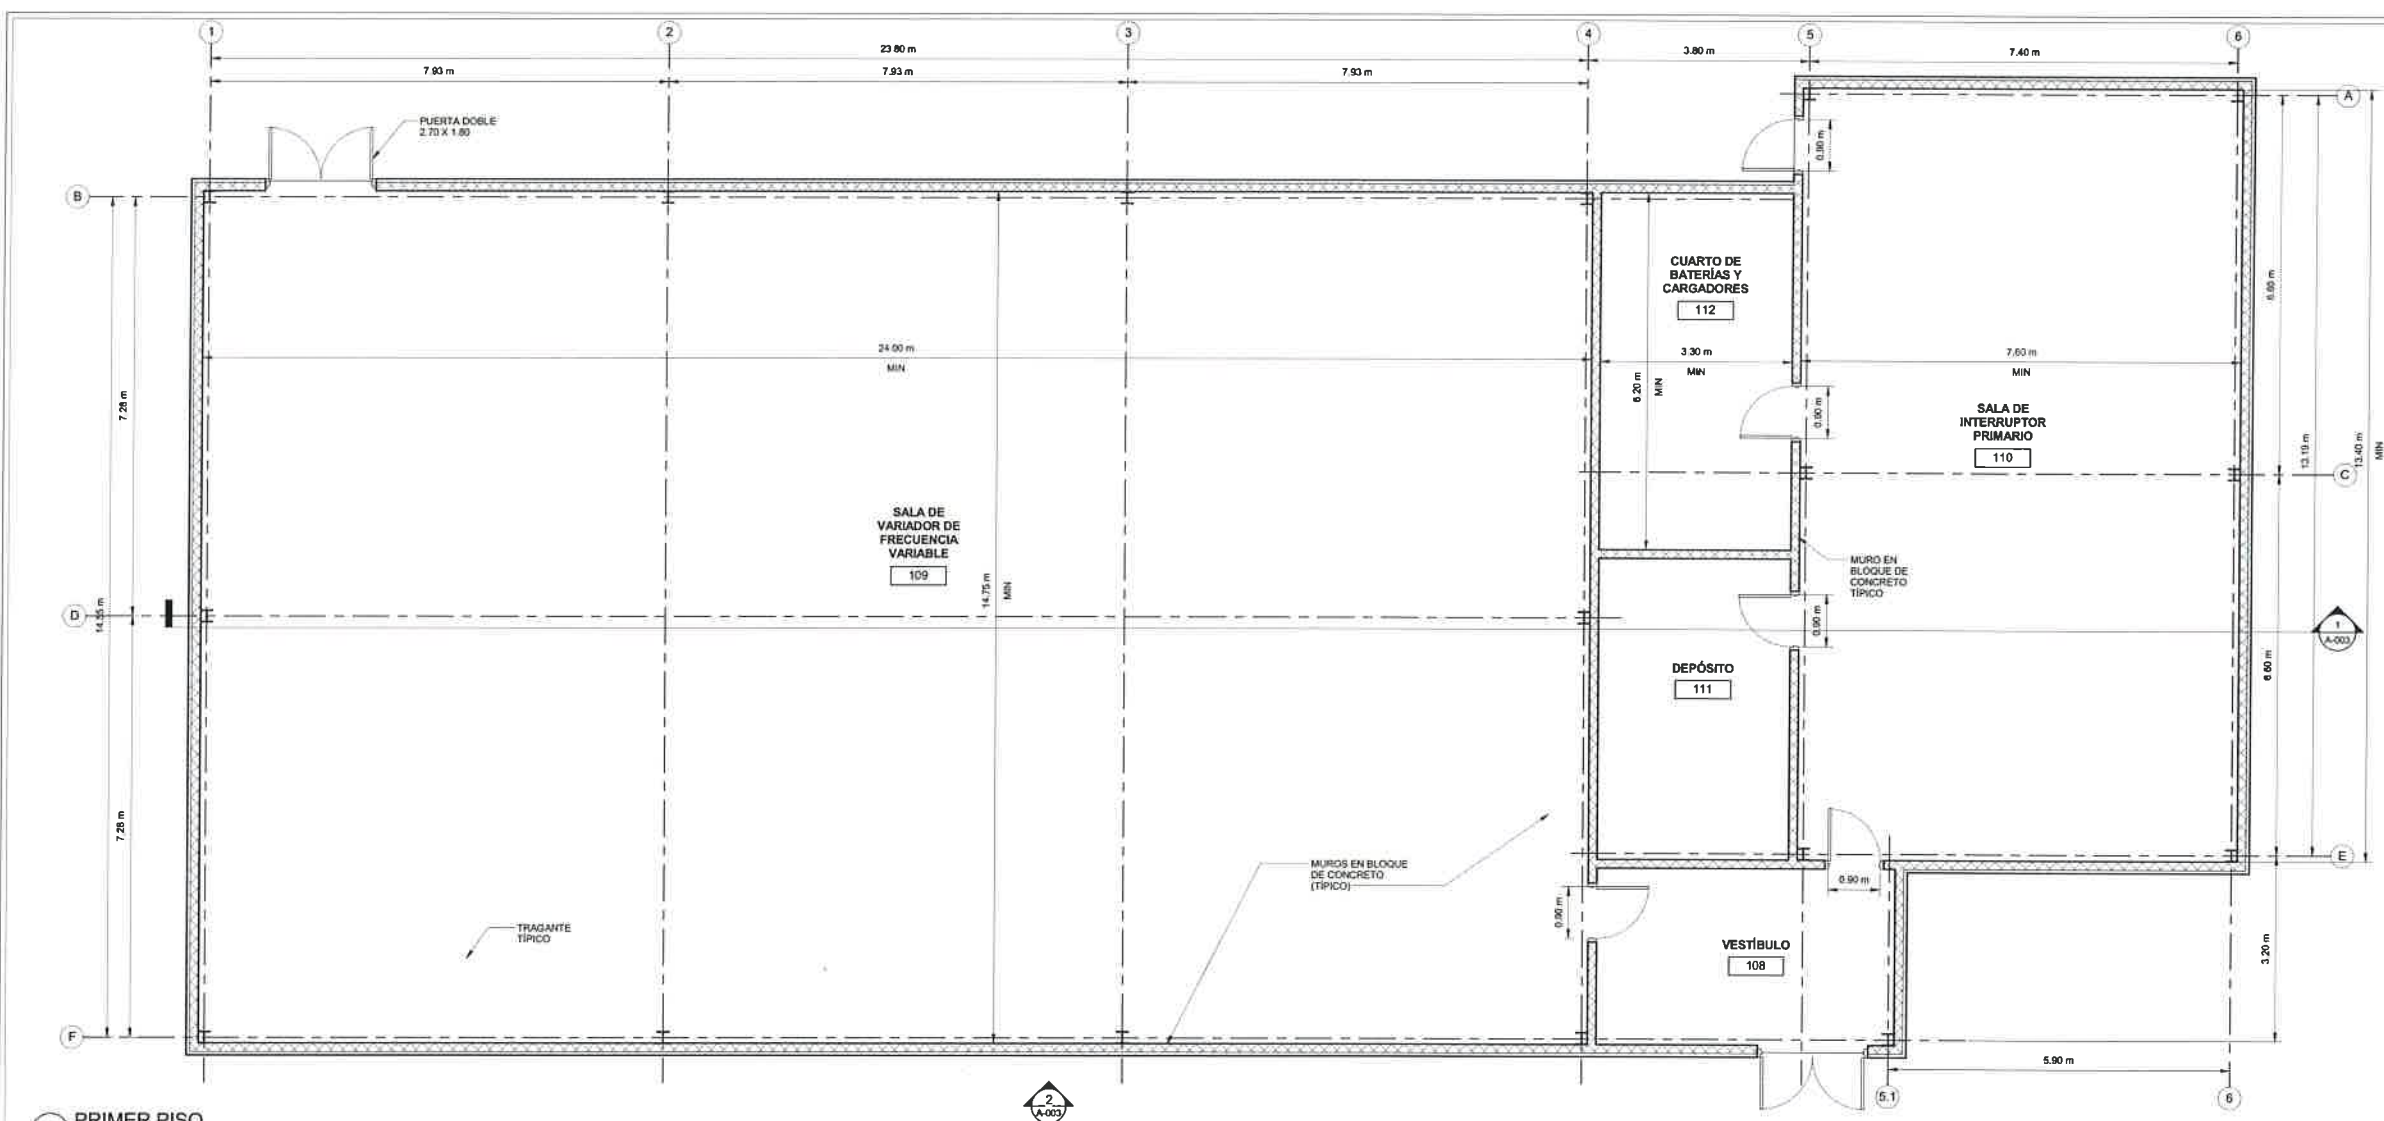 1
2
3
4
5
6
23.80 m
3.80 m
7.40 m
7.93 m
7.93 m
7.93 m
A
PUERTA DOBLE
2.70 X 1.80
0.90 m
B
CUARTO DE
BATERÍAS Y
CARGADORES
112
6.60 m
24.00 m
MIN
3.30 m
MIN
7.60 m
MIN
6.20 m
MIN
7.28 m
0.90 m
SALA DE
INTERRUPTOR
PRIMARIO
110
13.19 m
13.40 m
MIN
C
SALA DE
VARIADOR DE
FRECUENCIA
VARIABLE
109
14.75 m
MIN
MURO EN
BLOQUE DE
CONCRETO
TÍPICO
D
14.55 m
0.90 m
1
A-003
DEPÓSITO
111
6.60 m
7.28 m
MUROS EN BLOQUE
DE CONCRETO
(TÍPICO)
E
0.90 m
0.90 m
TRAGANTE
TÍPICO
VESTÍBULO
108
3.20 m
F
5.90 m
2
A-003
5.1
6
PRIMER PISO